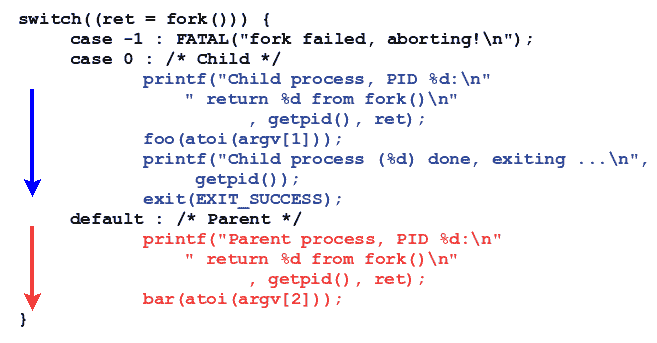 switch((ret = fork())) {
case -1 : FATAL("fork failed, aborting!\n");
case 0 : /* Child */
printf("Child process, PID %d:\n"
" return %d from fork()\n"
, getpid(), ret);
foo(atoi(argv[1]));
printf("Child process (%d) done, exiting ...\n",
getpid());
exit(EXIT_SUCCESS);
default : /* Parent */
printf("Parent process, PID %d:\n"
" return %d from fork()\n"
, getpid(), ret);
bar(atoi(argv[2]));
}